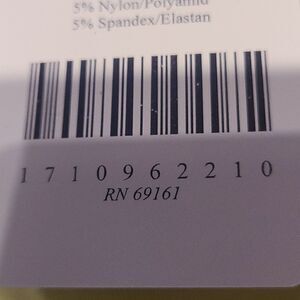 5% Nylon/Polyamid
5% Spandex/Elastan
1 7 1 0 9 6 2 2 1 0
RN 69161